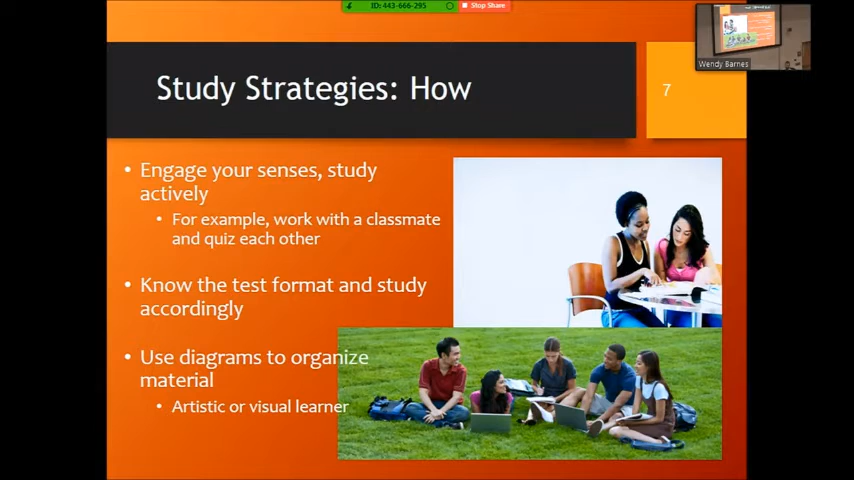 ID: 443-666-295
Stop Share
Wendy Barnes
Study Strategies: How
7
• Engage your senses, study
actively
• For example, work with a classmate
and quiz each other
• Know the test format and study
accordingly
• Use diagrams to organize
material
• Artistic or visual learner